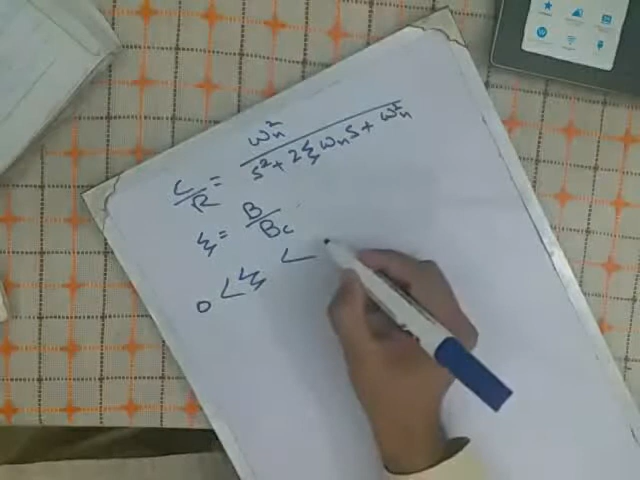 C/R = ωn²/(s² + 2ξωns + ωn²)
ξ = B/Bc
0 < ξ <